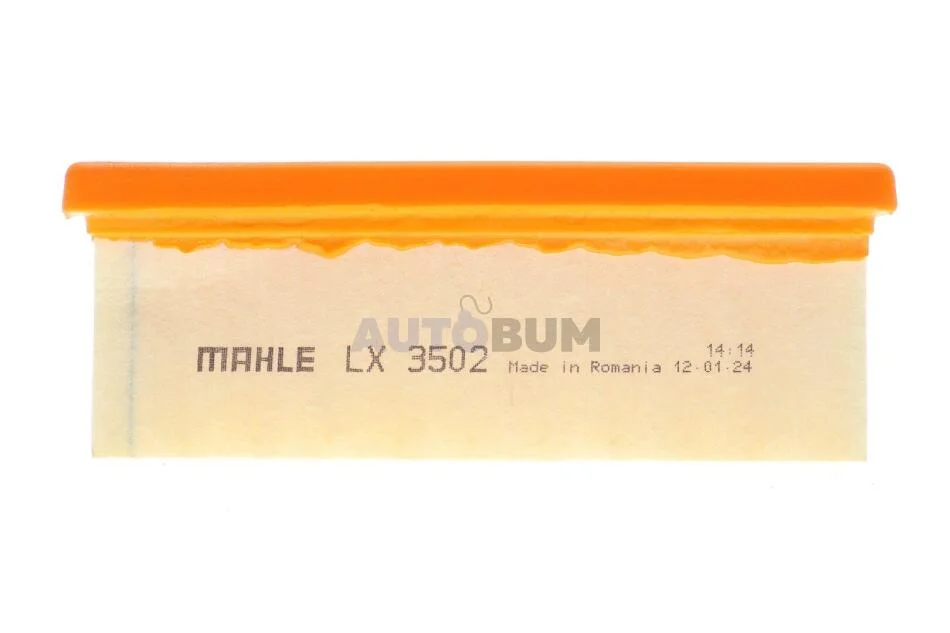 AUTOBUM
14:14
MAHLE LX 3502 Made in Romania 12·01·24